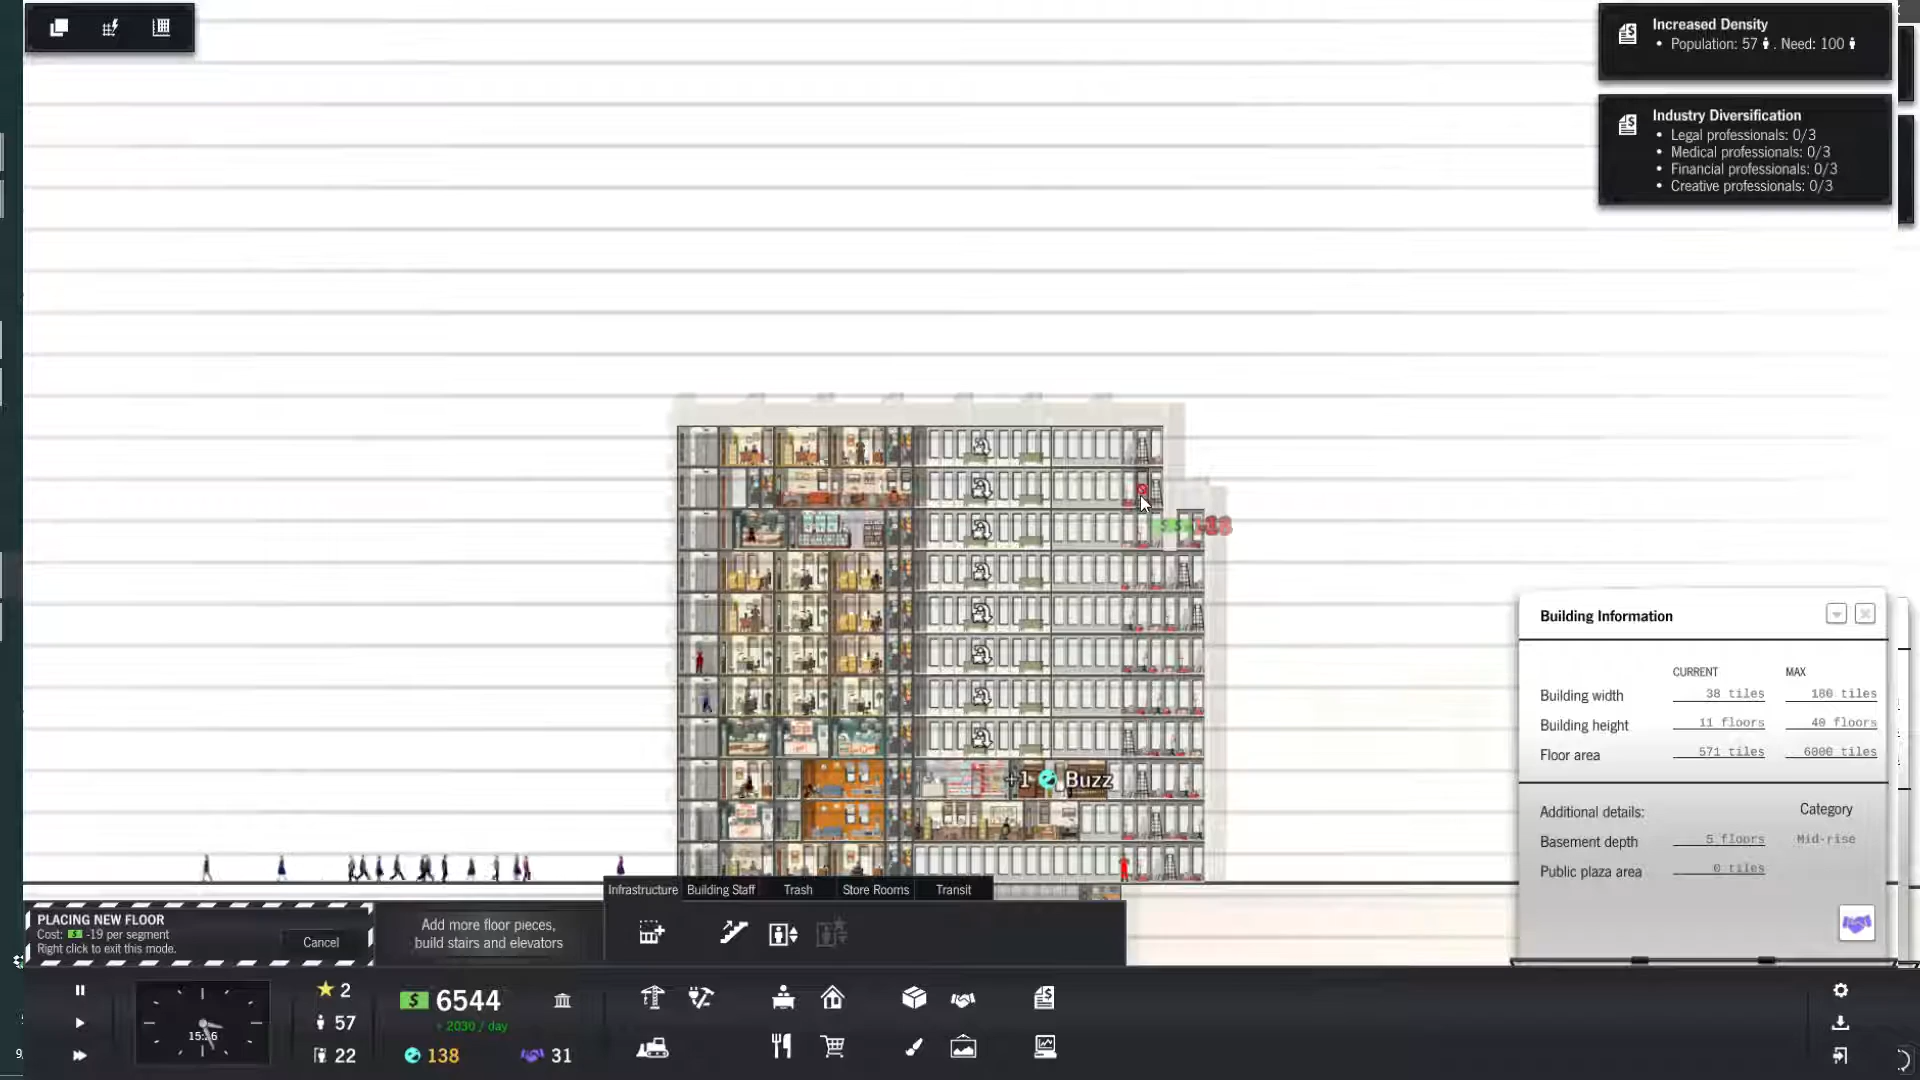 Increased Density
• Population: 57 . Need: 100
Industry Diversification
• Legal professionals: 0/3
• Medical professionals: 0/3
• Financial professionals: 0/3
• Creative professionals: 0/3
+1 Buzz
Building Information
CURRENT MAX
Building width 38 tiles 180 tiles
Building height 11 floors 40 floors
Floor area 571 tiles 6000 tiles
Additional details: Category
Basement depth 5 floors Mid-rise
Public plaza area 0 tiles
Infrastructure Building Staff Trash Store Rooms Transit
PLACING NEW FLOOR
Cost: $ -19 per segment
Right click to exit this mode.
Cancel
Add more floor pieces,
build stairs and elevators
2
57
22
$ 6544
+ 2030 / day
138
31